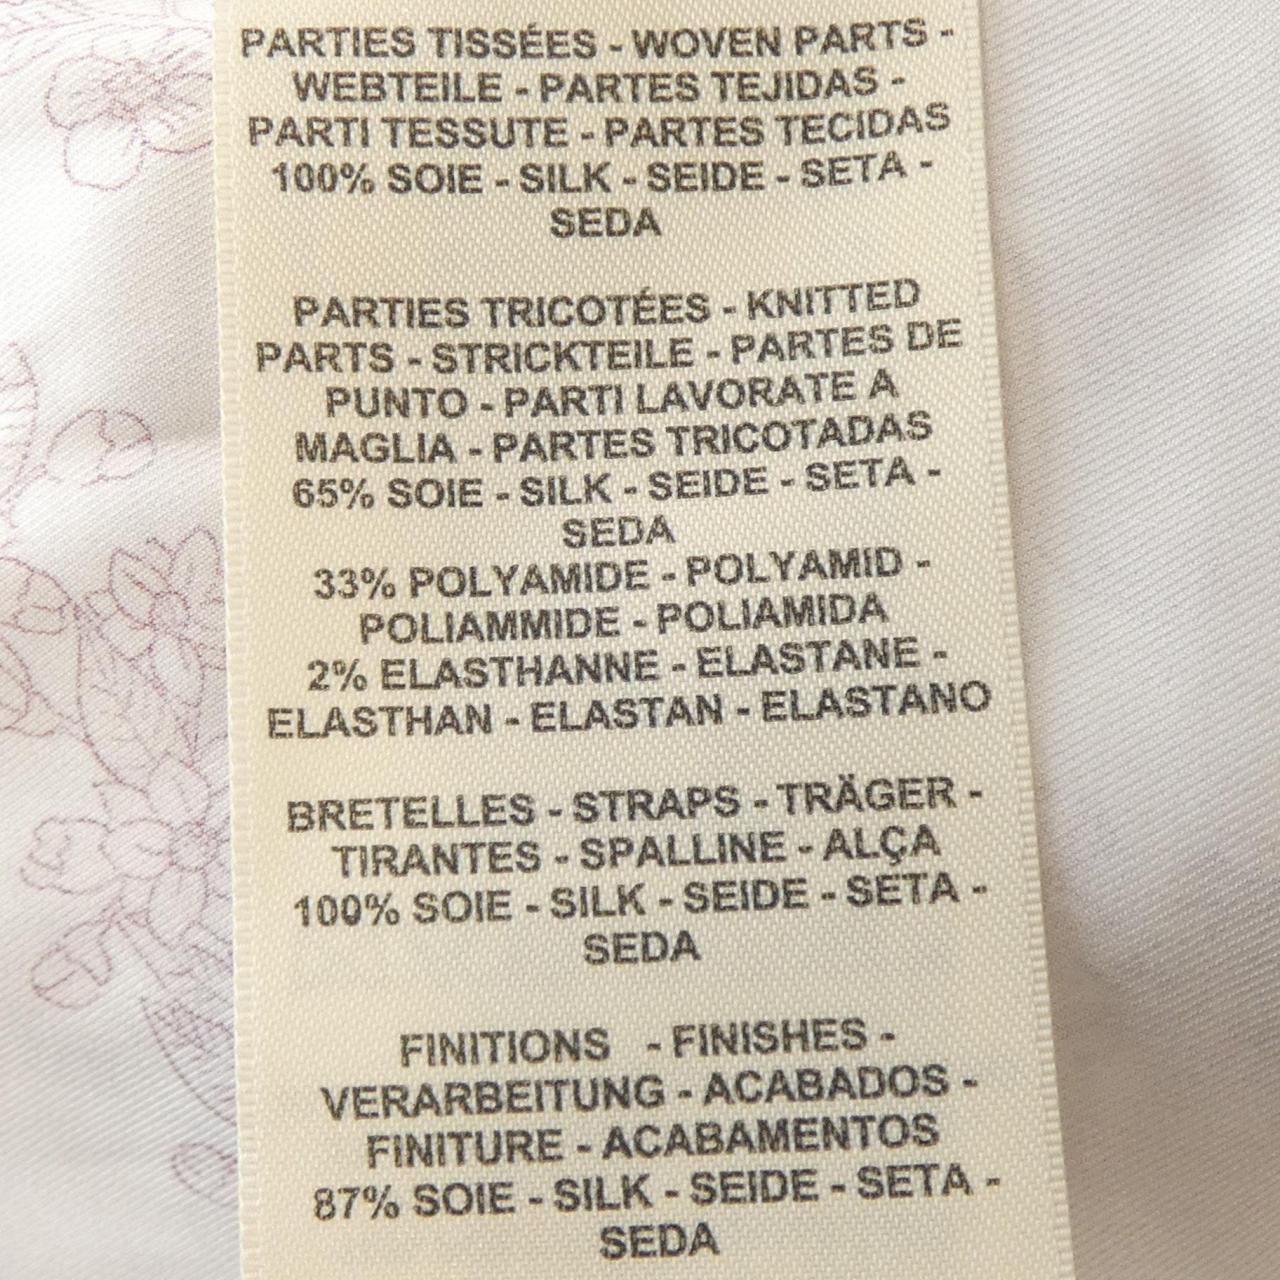 PARTIES TISSÉES - WOVEN PARTS -
WEBTEILE - PARTES TEJIDAS -
PARTI TESSUTE - PARTES TECIDAS
100% SOIE - SILK - SEIDE - SETA -
SEDA
PARTIES TRICOTÉES - KNITTED
PARTS - STRICKTEILE - PARTES DE
PUNTO - PARTI LAVORATE A
MAGLIA - PARTES TRICOTADAS
65% SOIE - SILK - SEIDE - SETA -
SEDA
33% POLYAMIDE - POLYAMID -
POLIAMMIDE - POLIAMIDA
2% ELASTHANNE - ELASTANE -
ELASTHAN - ELASTAN - ELASTANO
BRETELLES - STRAPS - TRÄGER -
TIRANTES - SPALLINE - ALÇA
100% SOIE - SILK - SEIDE - SETA -
SEDA
FINITIONS - FINISHES -
VERARBEITUNG - ACABADOS -
FINITURE - ACABAMENTOS
87% SOIE - SILK - SEIDE - SETA -
SEDA